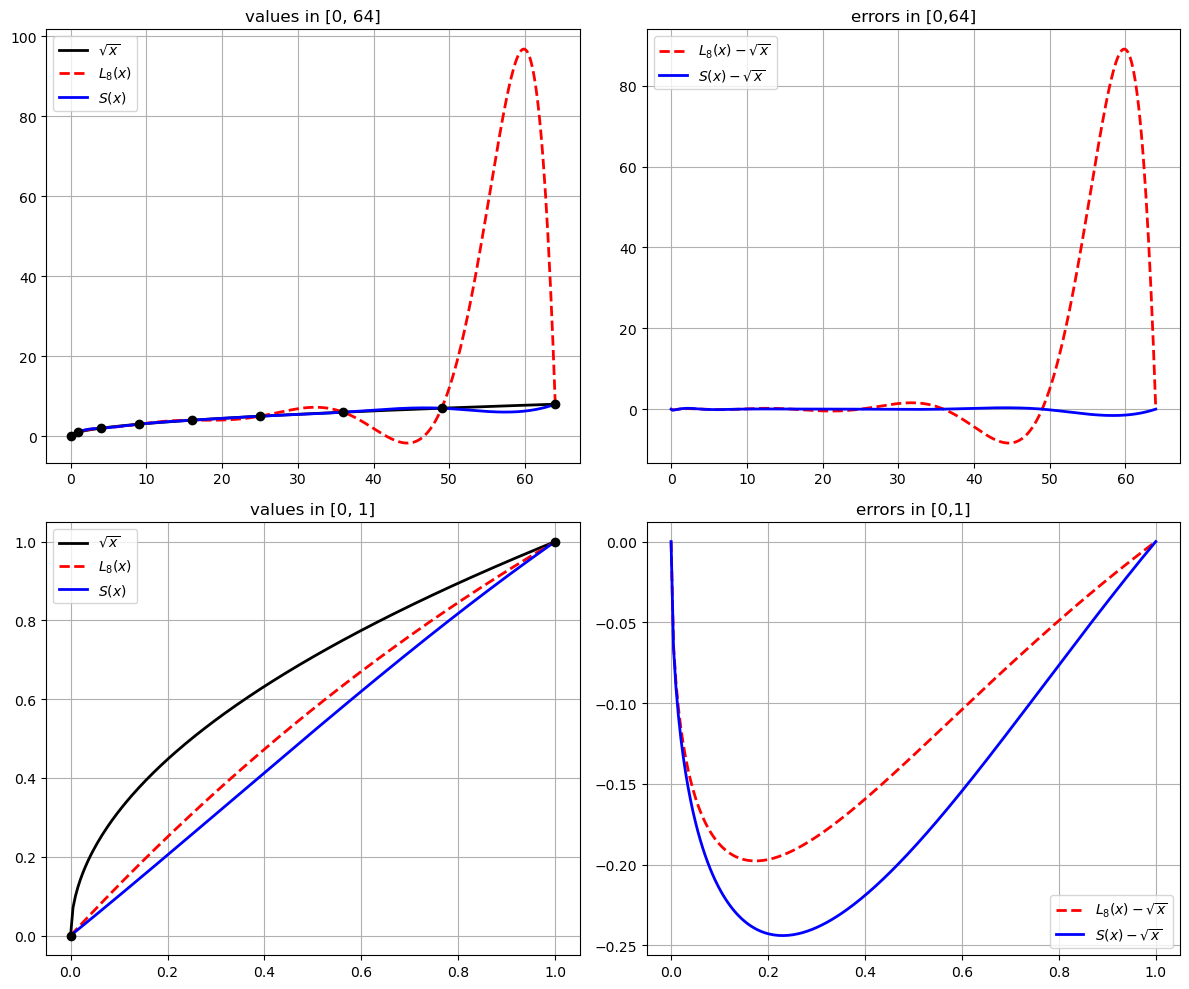 values in [0, 64]
100
80
60
40
20
0
0 10 20 30 40 50 60
√x
L₈(x)
S(x)
errors in [0,64]
80
60
40
20
0
0 10 20 30 40 50 60
L₈(x) − √x
S(x) − √x
values in [0, 1]
1.0
0.8
0.6
0.4
0.2
0.0
0.0 0.2 0.4 0.6 0.8 1.0
√x
L₈(x)
S(x)
errors in [0,1]
0.00
−0.05
−0.10
−0.15
−0.20
−0.25
0.0 0.2 0.4 0.6 0.8 1.0
L₈(x) − √x
S(x) − √x